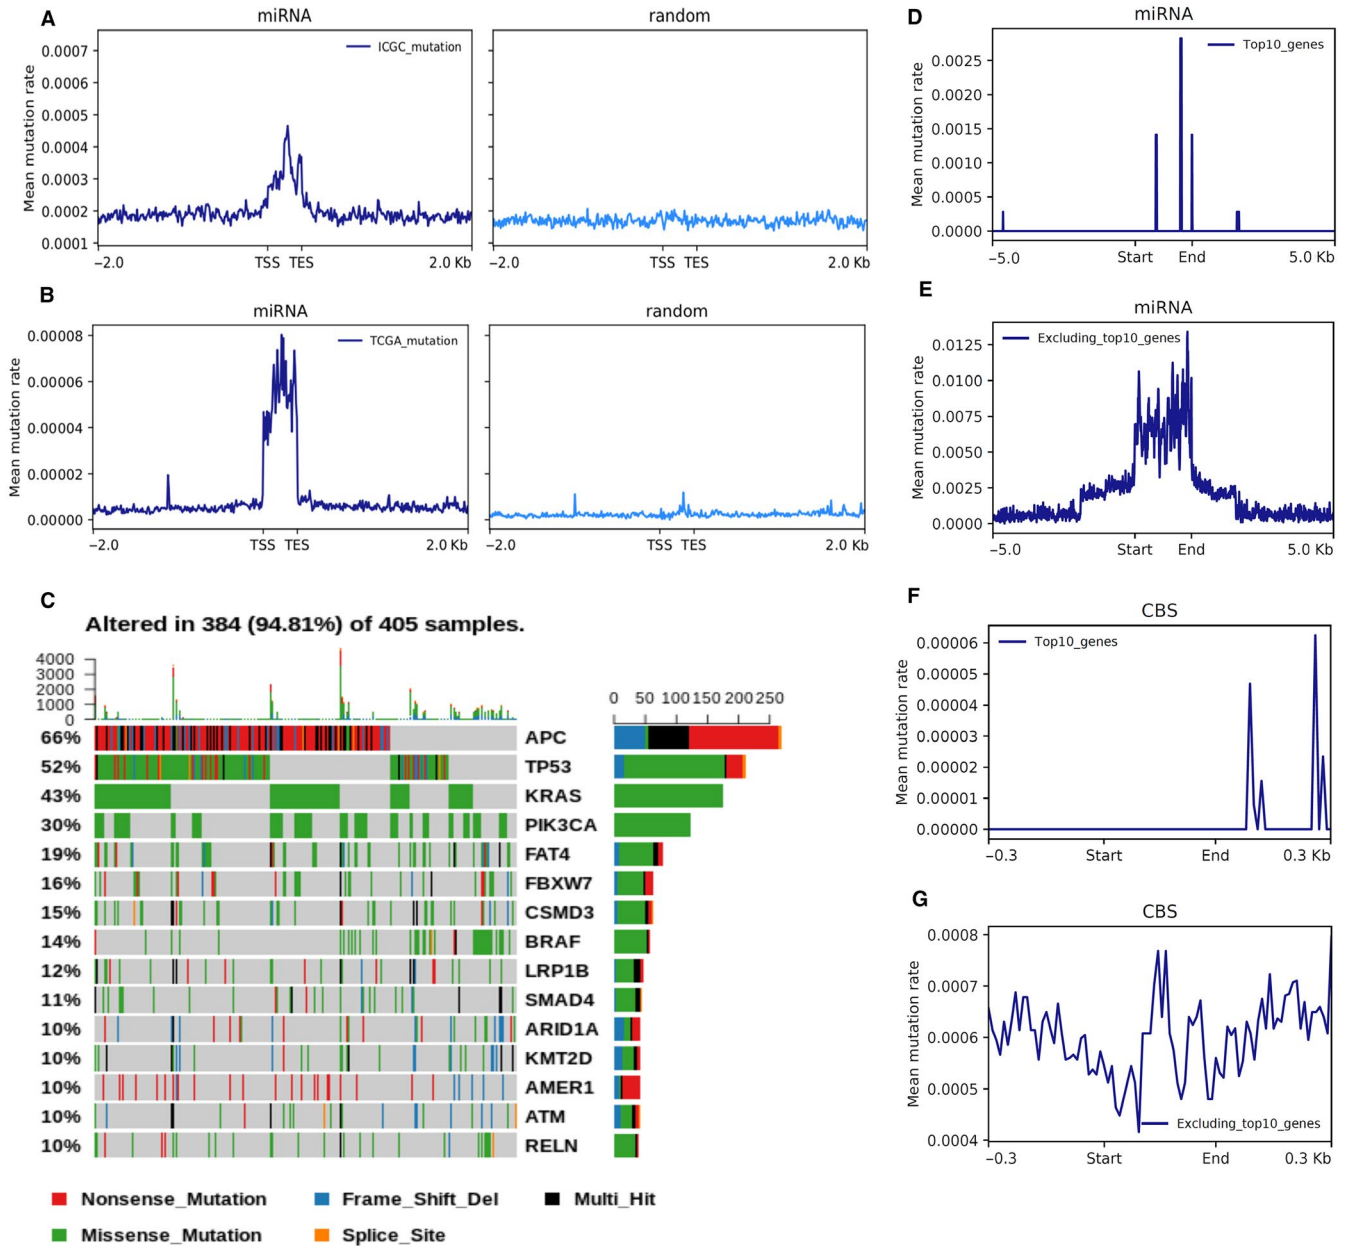 A
miRNA
random
ICGC_mutation
Mean mutation rate
0.0007
0.0006
0.0005
0.0004
0.0003
0.0002
0.0001
−2.0 TSS TES 2.0 Kb
−2.0 TSS TES 2.0 Kb
B
miRNA
random
TCGA_mutation
Mean mutation rate
0.00008
0.00006
0.00004
0.00002
0.00000
−2.0 TSS TES 2.0 Kb
−2.0 TSS TES 2.0 Kb
C
Altered in 384 (94.81%) of 405 samples.
4000
3000
2000
1000
0
0 50 100 150 200 250
66% APC
52% TP53
43% KRAS
30% PIK3CA
19% FAT4
16% FBXW7
15% CSMD3
14% BRAF
12% LRP1B
11% SMAD4
10% ARID1A
10% KMT2D
10% AMER1
10% ATM
10% RELN
Nonsense_Mutation Frame_Shift_Del Multi_Hit
Missense_Mutation Splice_Site
D
miRNA
Top10_genes
Mean mutation rate
0.0025
0.0020
0.0015
0.0010
0.0005
0.0000
−5.0 Start End 5.0 Kb
E
miRNA
Excluding_top10_genes
Mean mutation rate
0.0125
0.0100
0.0075
0.0050
0.0025
0.0000
−5.0 Start End 5.0 Kb
F
CBS
Top10_genes
Mean mutation rate
0.00006
0.00005
0.00004
0.00003
0.00002
0.00001
0.00000
−0.3 Start End 0.3 Kb
G
CBS
Mean mutation rate
0.0008
0.0007
0.0006
0.0005
0.0004
Excluding_top10_genes
−0.3 Start End 0.3 Kb